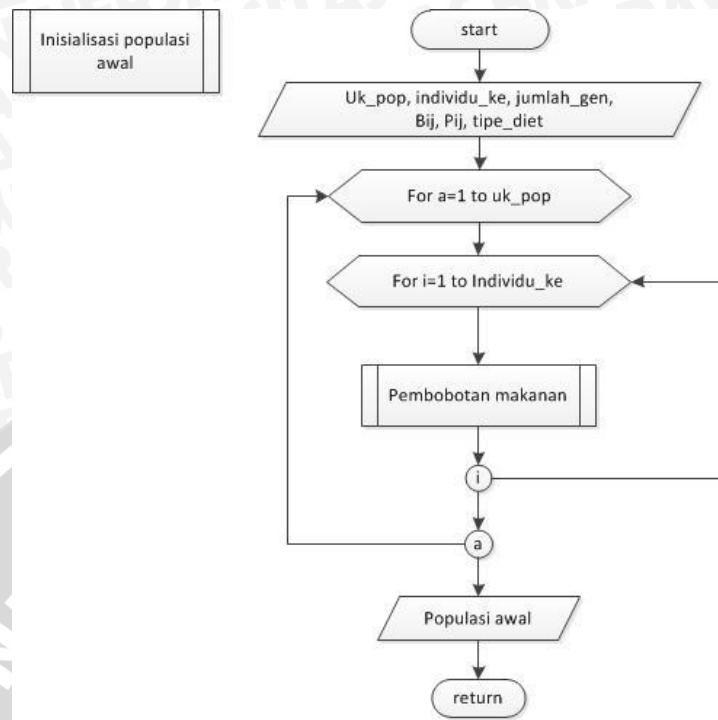 Inisialisasi populasi
awal
start
Uk_pop, individu_ke, jumlah_gen,
Bij, Pij, tipe_diet
For a=1 to uk_pop
For i=1 to Individu_ke
Pembobotan makanan
i
a
Populasi awal
return